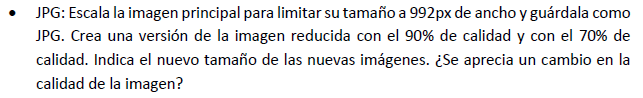 • JPG: Escala la imagen principal para limitar su tamaño a 992px de ancho y guárdala como
JPG. Crea una versión de la imagen reducida con el 90% de calidad y con el 70% de
calidad. Indica el nuevo tamaño de las nuevas imágenes. ¿Se aprecia un cambio en la
calidad de la imagen?